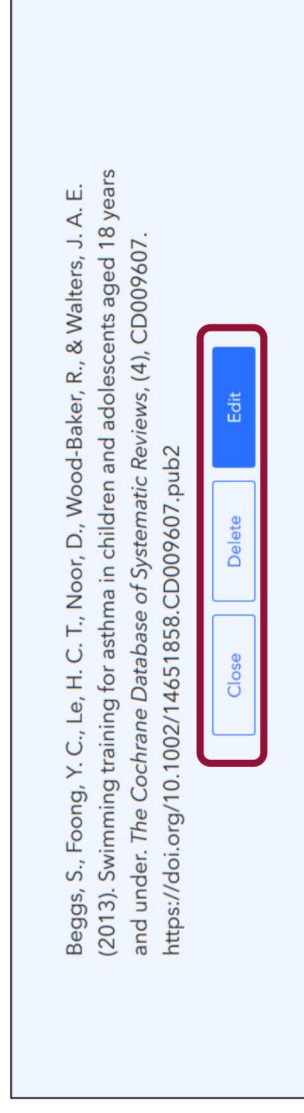 Beggs, S., Foong, Y. C., Le, H. C. T., Noor, D., Wood-Baker, R., & Walters, J. A. E.
(2013). Swimming training for asthma in children and adolescents aged 18 years
and under. The Cochrane Database of Systematic Reviews, (4), CD009607.
https://doi.org/10.1002/14651858.CD009607.pub2
Close Delete Edit